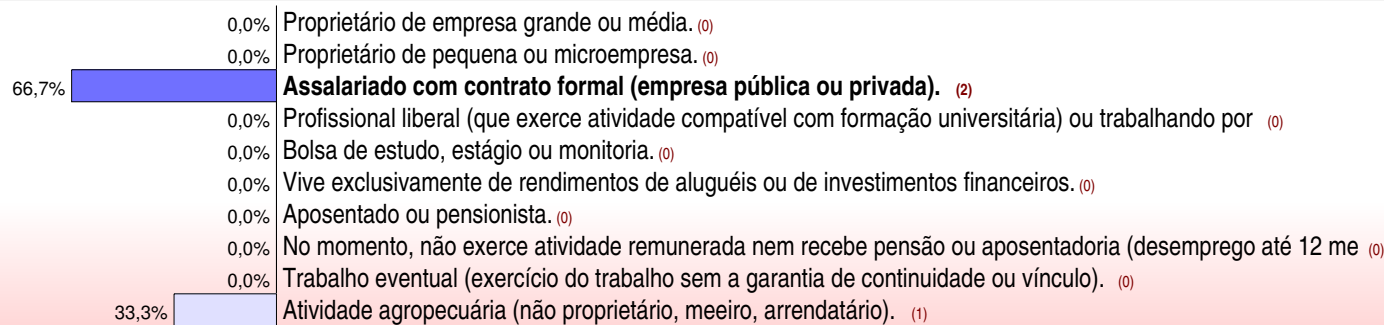 0,0% Proprietário de empresa grande ou média. (0)
0,0% Proprietário de pequena ou microempresa. (0)
66,7% Assalariado com contrato formal (empresa pública ou privada). (2)
0,0% Profissional liberal (que exerce atividade compatível com formação universitária) ou trabalhando por (0)
0,0% Bolsa de estudo, estágio ou monitoria. (0)
0,0% Vive exclusivamente de rendimentos de aluguéis ou de investimentos financeiros. (0)
0,0% Aposentado ou pensionista. (0)
0,0% No momento, não exerce atividade remunerada nem recebe pensão ou aposentadoria (desemprego até 12 me (0)
0,0% Trabalho eventual (exercício do trabalho sem a garantia de continuidade ou vínculo). (0)
33,3% Atividade agropecuária (não proprietário, meeiro, arrendatário). (1)